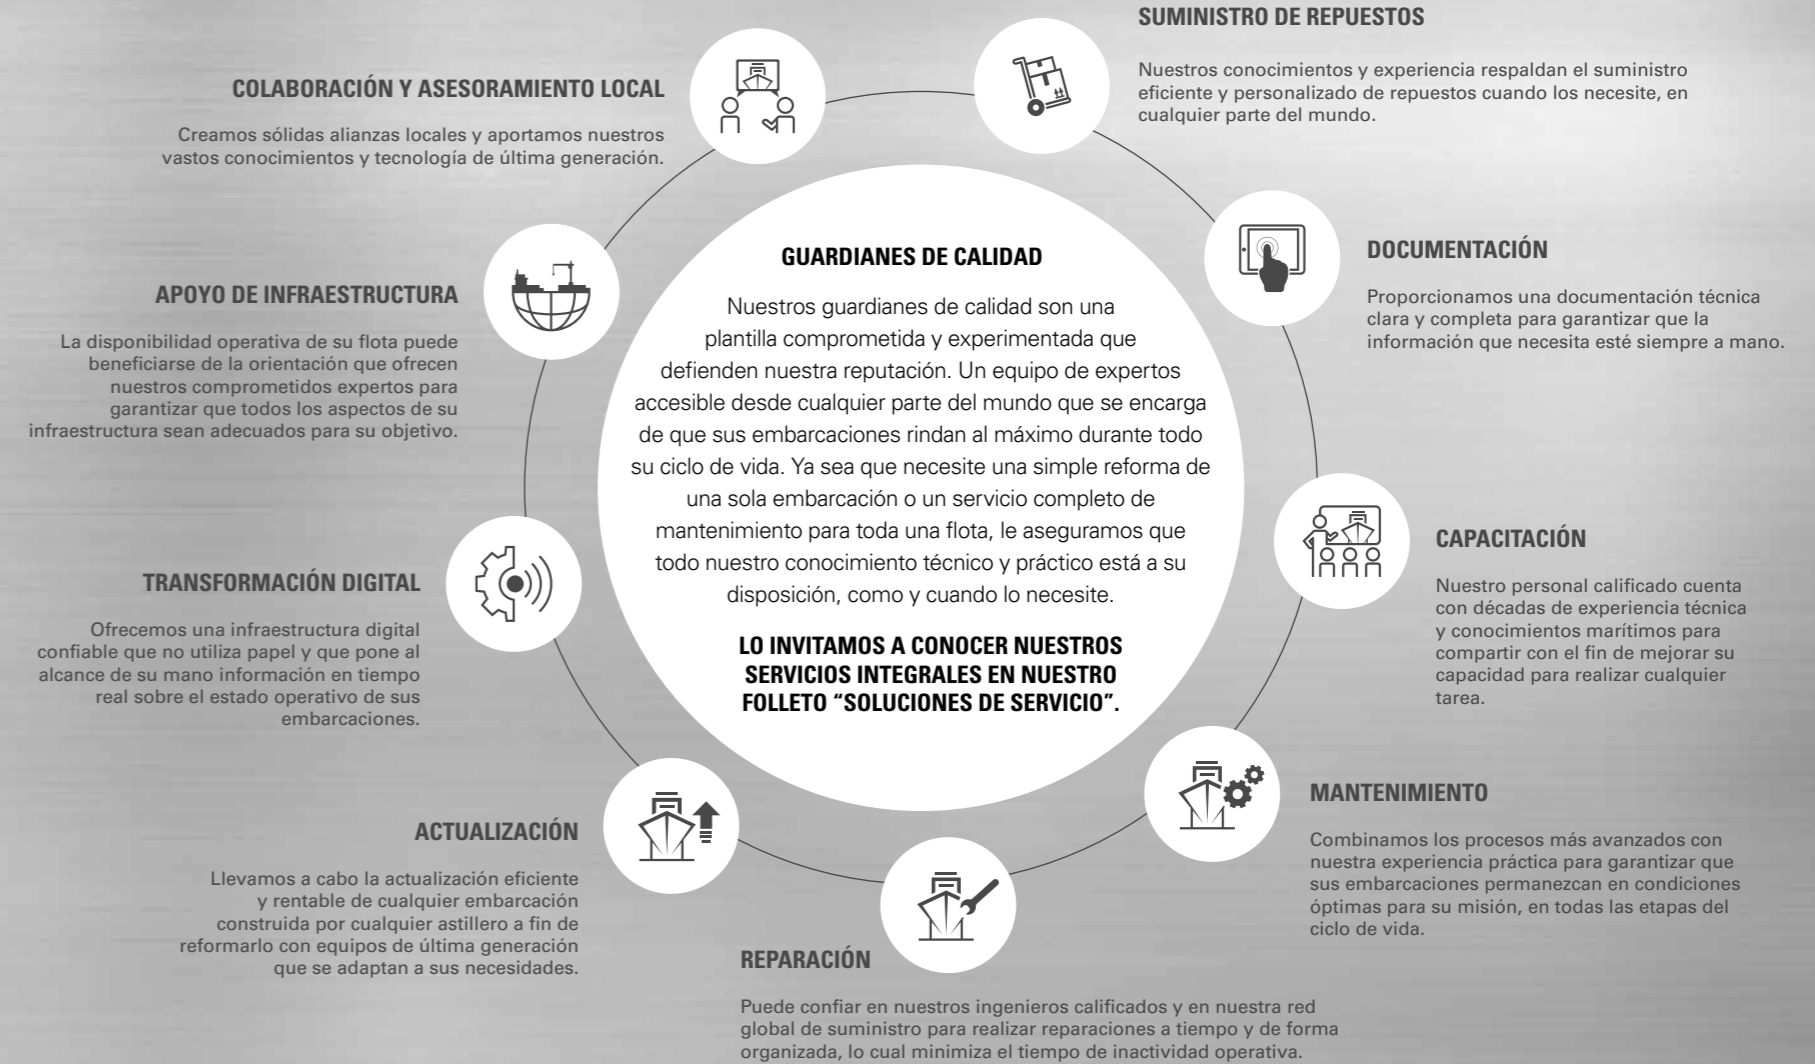 SUMINISTRO DE REPUESTOS
Nuestros conocimientos y experiencia respaldan el suministro
eficiente y personalizado de repuestos cuando los necesite, en
cualquier parte del mundo.
COLABORACIÓN Y ASESORAMIENTO LOCAL
Creamos sólidas alianzas locales y aportamos nuestros
vastos conocimientos y tecnología de última generación.
GUARDIANES DE CALIDAD
Nuestros guardianes de calidad son una
plantilla comprometida y experimentada que
defienden nuestra reputación. Un equipo de expertos
accesible desde cualquier parte del mundo que se encarga
de que sus embarcaciones rindan al máximo durante todo
su ciclo de vida. Ya sea que necesite una simple reforma de
una sola embarcación o un servicio completo de
mantenimiento para toda una flota, le aseguramos que
todo nuestro conocimiento técnico y práctico está a su
disposición, como y cuando lo necesite.
LO INVITAMOS A CONOCER NUESTROS
SERVICIOS INTEGRALES EN NUESTRO
FOLLETO “SOLUCIONES DE SERVICIO”.
DOCUMENTACIÓN
Proporcionamos una documentación técnica
clara y completa para garantizar que la
información que necesita esté siempre a mano.
APOYO DE INFRAESTRUCTURA
La disponibilidad operativa de su flota puede
beneficiarse de la orientación que ofrecen
nuestros comprometidos expertos para
garantizar que todos los aspectos de su
infraestructura sean adecuados para su objetivo.
CAPACITACIÓN
Nuestro personal calificado cuenta
con décadas de experiencia técnica
y conocimientos marítimos para
compartir con el fin de mejorar su
capacidad para realizar cualquier
tarea.
TRANSFORMACIÓN DIGITAL
Ofrecemos una infraestructura digital
confiable que no utiliza papel y que pone al
alcance de su mano información en tiempo
real sobre el estado operativo de sus
embarcaciones.
MANTENIMIENTO
Combinamos los procesos más avanzados con
nuestra experiencia práctica para garantizar que
sus embarcaciones permanezcan en condiciones
óptimas para su misión, en todas las etapas del
ciclo de vida.
ACTUALIZACIÓN
Llevamos a cabo la actualización eficiente
y rentable de cualquier embarcación
construida por cualquier astillero a fin de
reformarlo con equipos de última generación
que se adaptan a sus necesidades.
REPARACIÓN
Puede confiar en nuestros ingenieros calificados y en nuestra red
global de suministro para realizar reparaciones a tiempo y de forma
organizada, lo cual minimiza el tiempo de inactividad operativa.